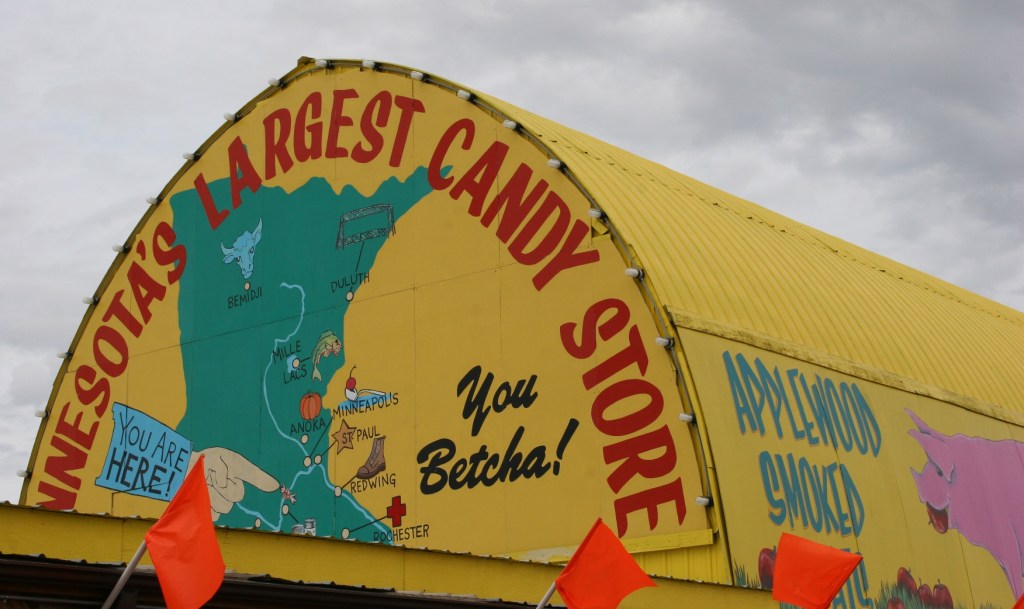 NNESOTA'S LARGEST CANDY STORE
BEMIDJI
DULUTH
MILLE
LACS
MINNEAPOLIS
ANOKA
ST PAUL
REDWING
ROCHESTER
YOU ARE
HERE!
You
Betcha!
APPLEWOOD
SMOKED